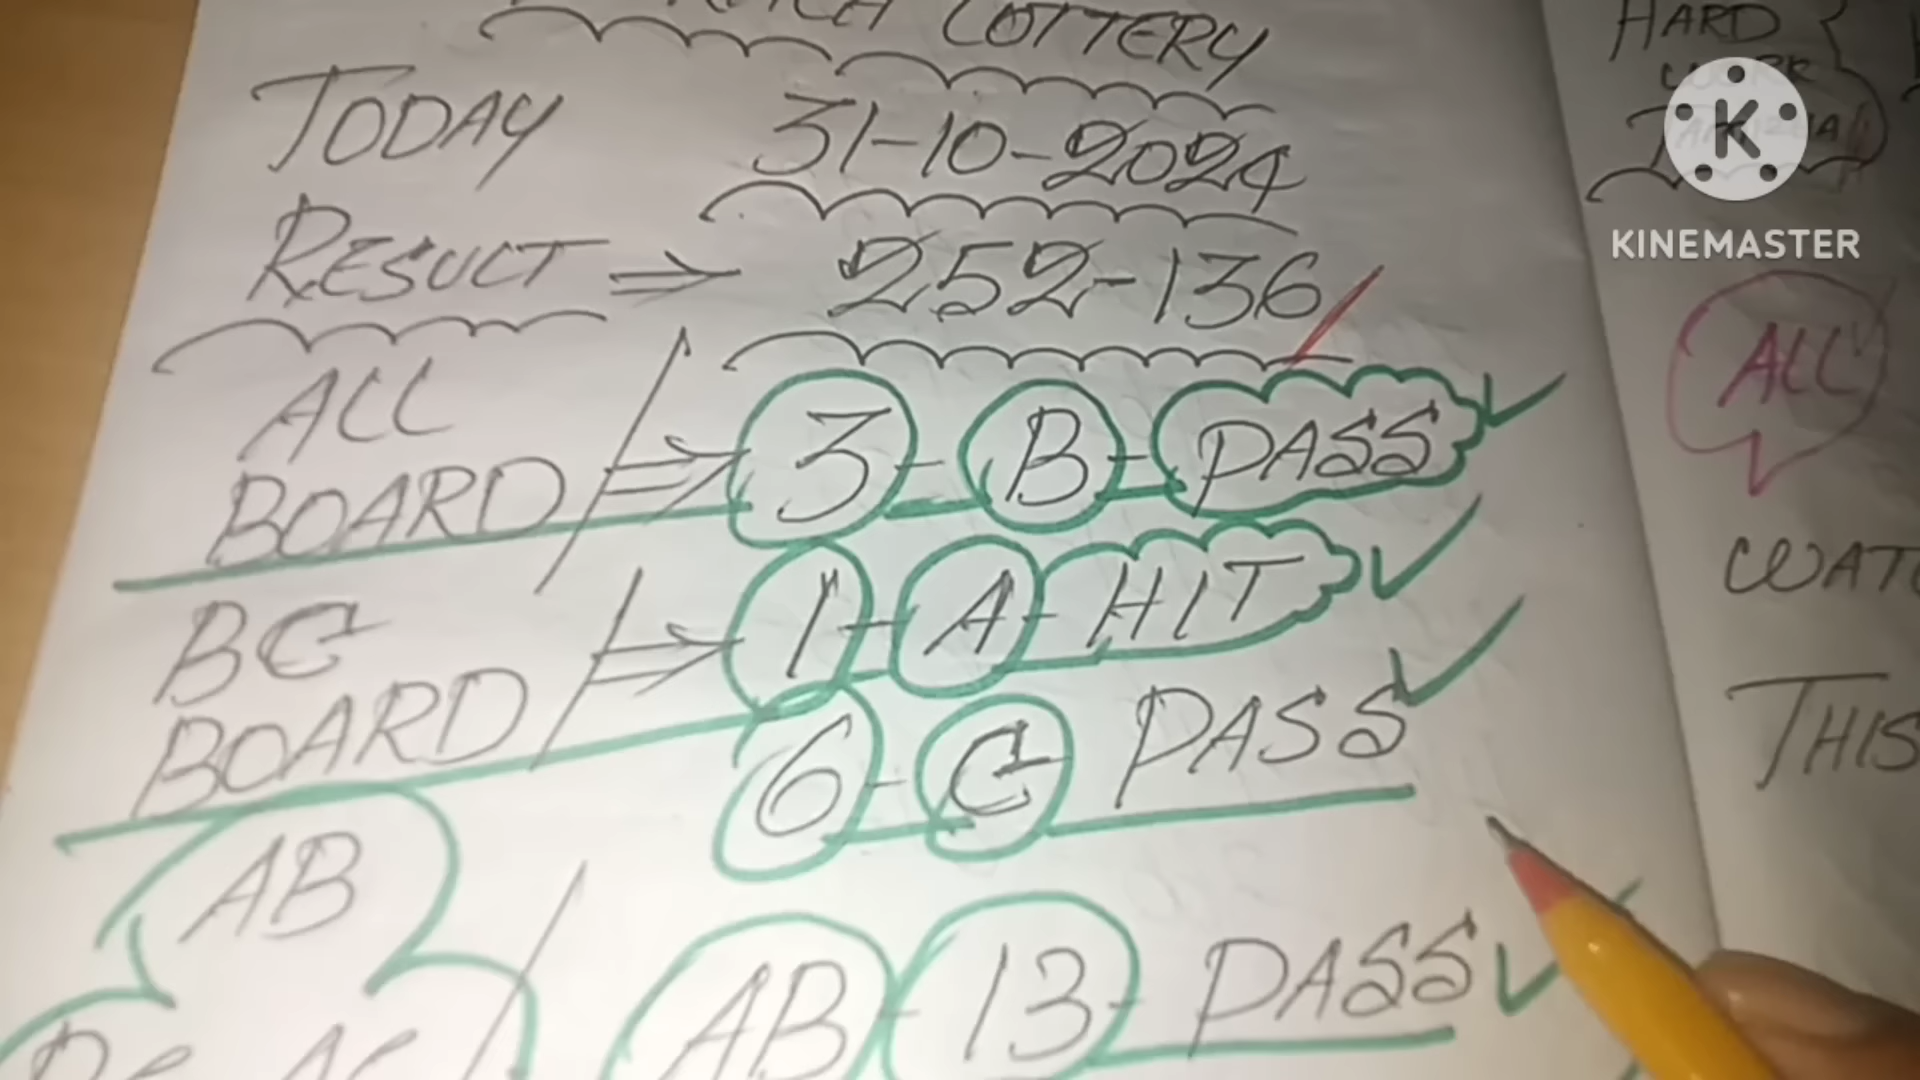 LOTTERY
TODAY 31-10-2024
RESULT ⇒ 252-136
ALL
BOARD ⇒ 3 - B - PASS
BC
BOARD ⇒ 1 - A - HIT
6 - C PASS
AB
AB - 13 - PASS
HARD
WORK
K
KINEMASTER
ALL
THIS